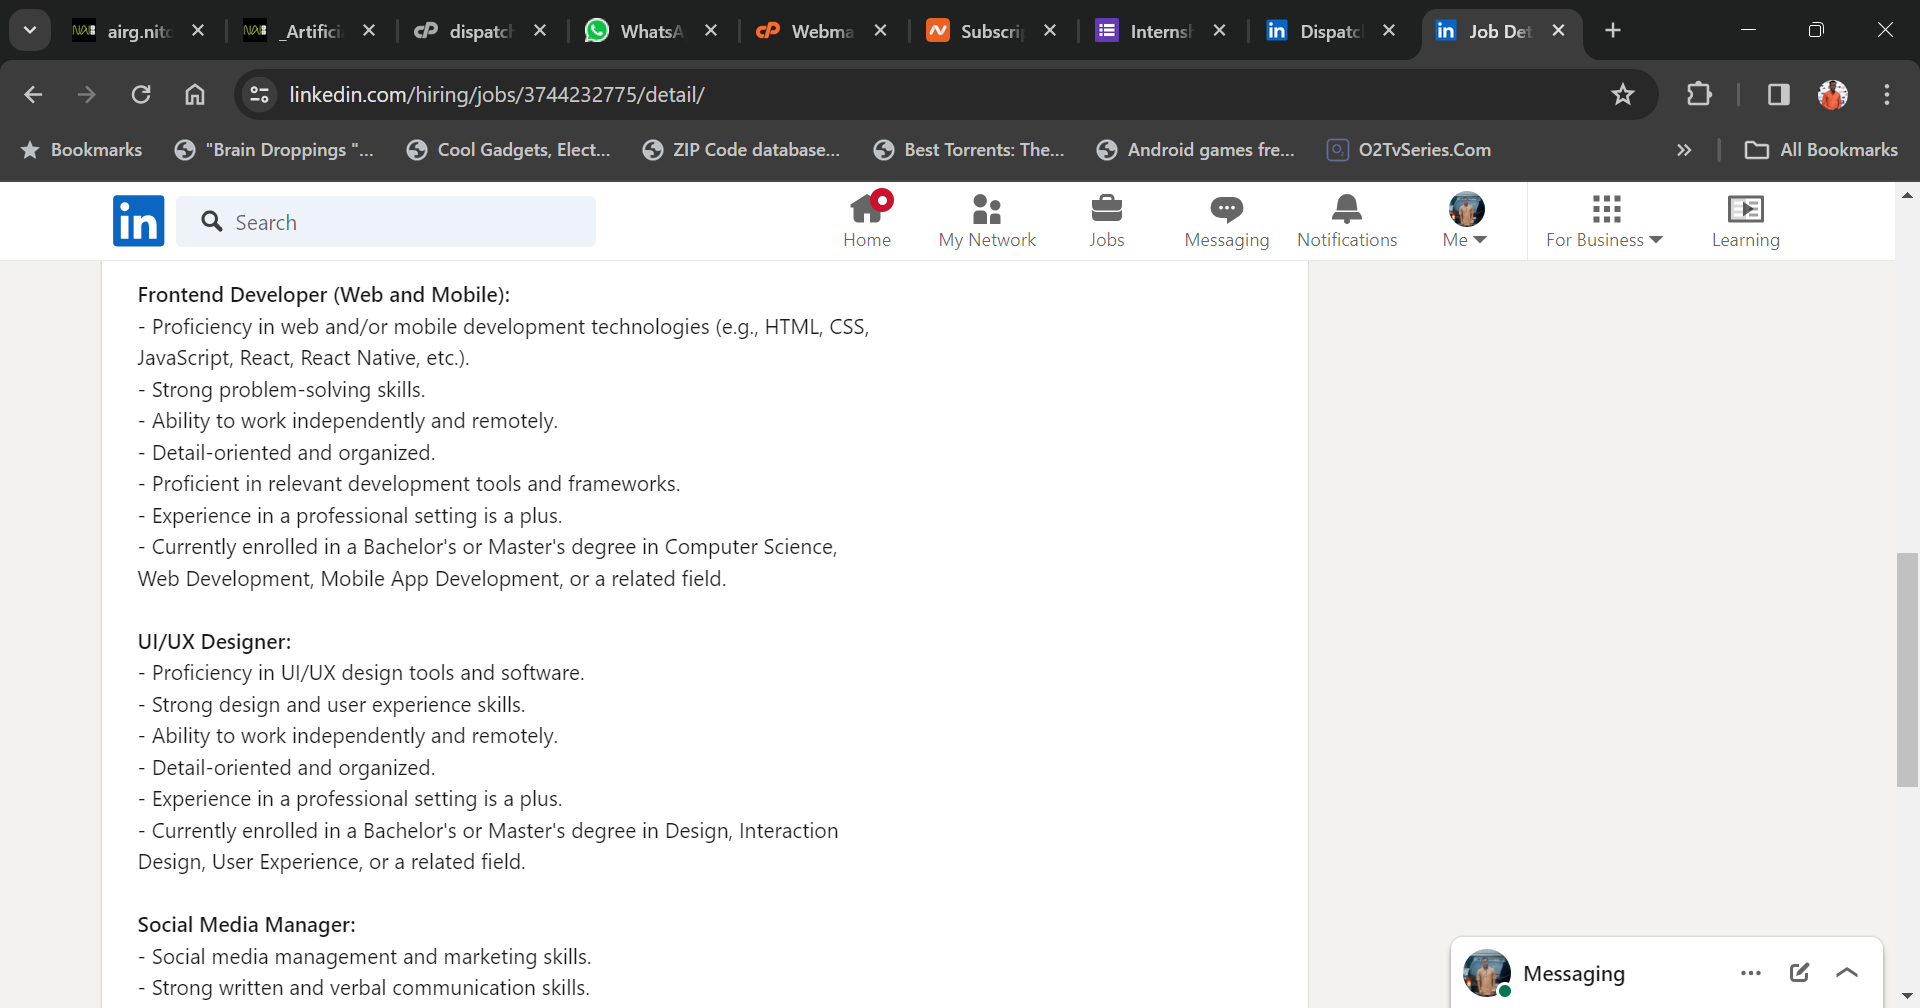 airg.nitd
_Artifici
dispatch
WhatsA
Webma
Subscrip
Internsh
Dispatc
Job Det
linkedin.com/hiring/jobs/3744232775/detail/
Bookmarks
"Brain Droppings "...
Cool Gadgets, Elect...
ZIP Code database...
Best Torrents: The...
Android games fre...
O2TvSeries.Com
All Bookmarks
in
Search
Home
My Network
Jobs
Messaging
Notifications
Me
For Business
Learning
Frontend Developer (Web and Mobile):
- Proficiency in web and/or mobile development technologies (e.g., HTML, CSS,
JavaScript, React, React Native, etc.).
- Strong problem-solving skills.
- Ability to work independently and remotely.
- Detail-oriented and organized.
- Proficient in relevant development tools and frameworks.
- Experience in a professional setting is a plus.
- Currently enrolled in a Bachelor's or Master's degree in Computer Science,
Web Development, Mobile App Development, or a related field.
UI/UX Designer:
- Proficiency in UI/UX design tools and software.
- Strong design and user experience skills.
- Ability to work independently and remotely.
- Detail-oriented and organized.
- Experience in a professional setting is a plus.
- Currently enrolled in a Bachelor's or Master's degree in Design, Interaction
Design, User Experience, or a related field.
Social Media Manager:
- Social media management and marketing skills.
- Strong written and verbal communication skills.
Messaging